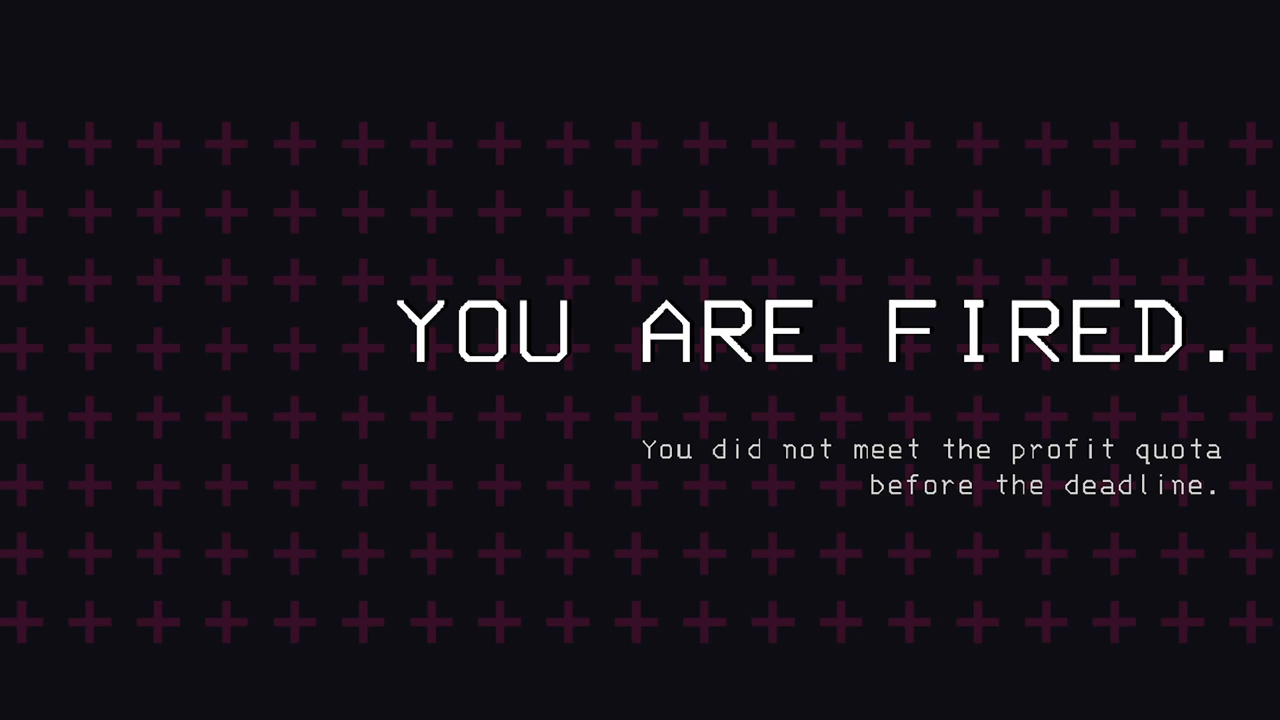 YOU ARE FIRED.
You did not meet the profit quota
before the deadline.